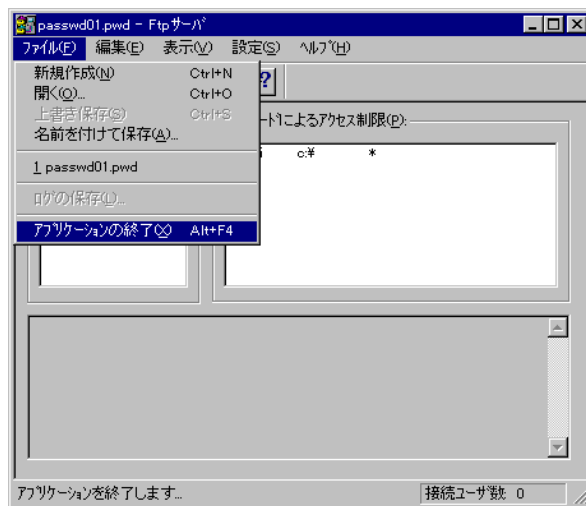 passwd01.pwd - Ftpサーバ
ファイル(F) 編集(E) 表示(V) 設定(S) ヘルプ(H)
新規作成(N) Ctrl+N
開く(O)... Ctrl+O
上書き保存(S) Ctrl+S
名前を付けて保存(A)...
1 passwd01.pwd
ログの保存(L)...
アプリケーションの終了(X) Alt+F4
ードによるアクセス制限(P):
c:¥ *
アプリケーションを終了します...
接続ユーザ数: 0